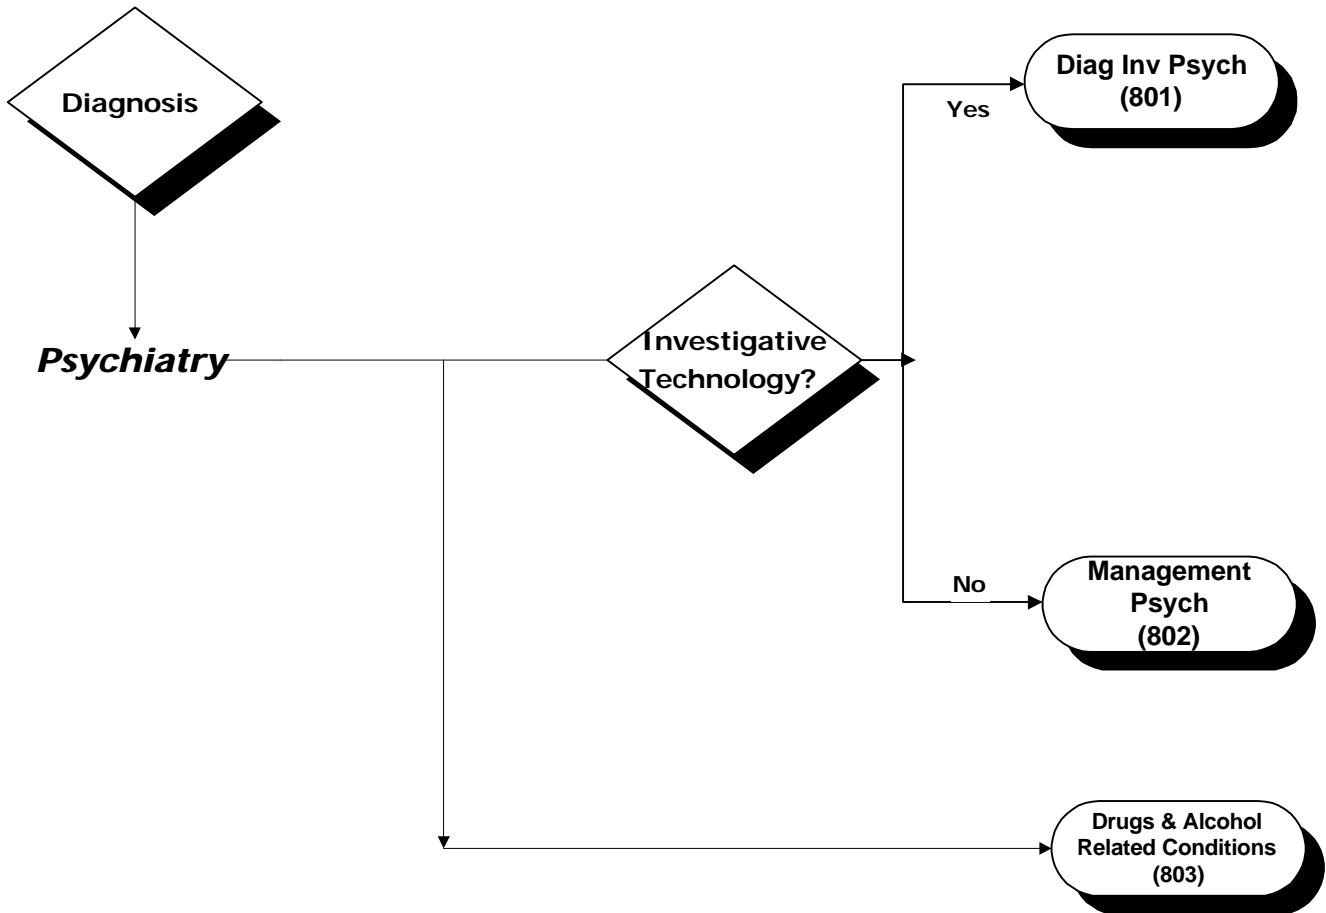 Diagnosis
Diag Inv Psych
(801)
Yes
Psychiatry
Investigative
Technology?
No
Management
Psych
(802)
Drugs & Alcohol
Related Conditions
(803)